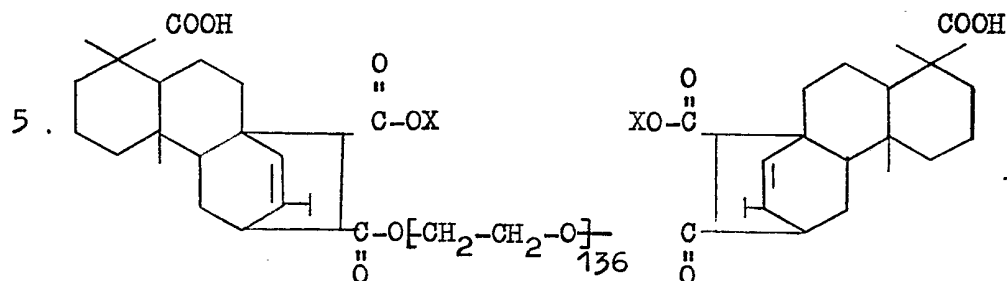 COOH COOH
O O
" "
5. C-OX XO-C
C-O[CH2-CH2-O]136 C
" "
O O